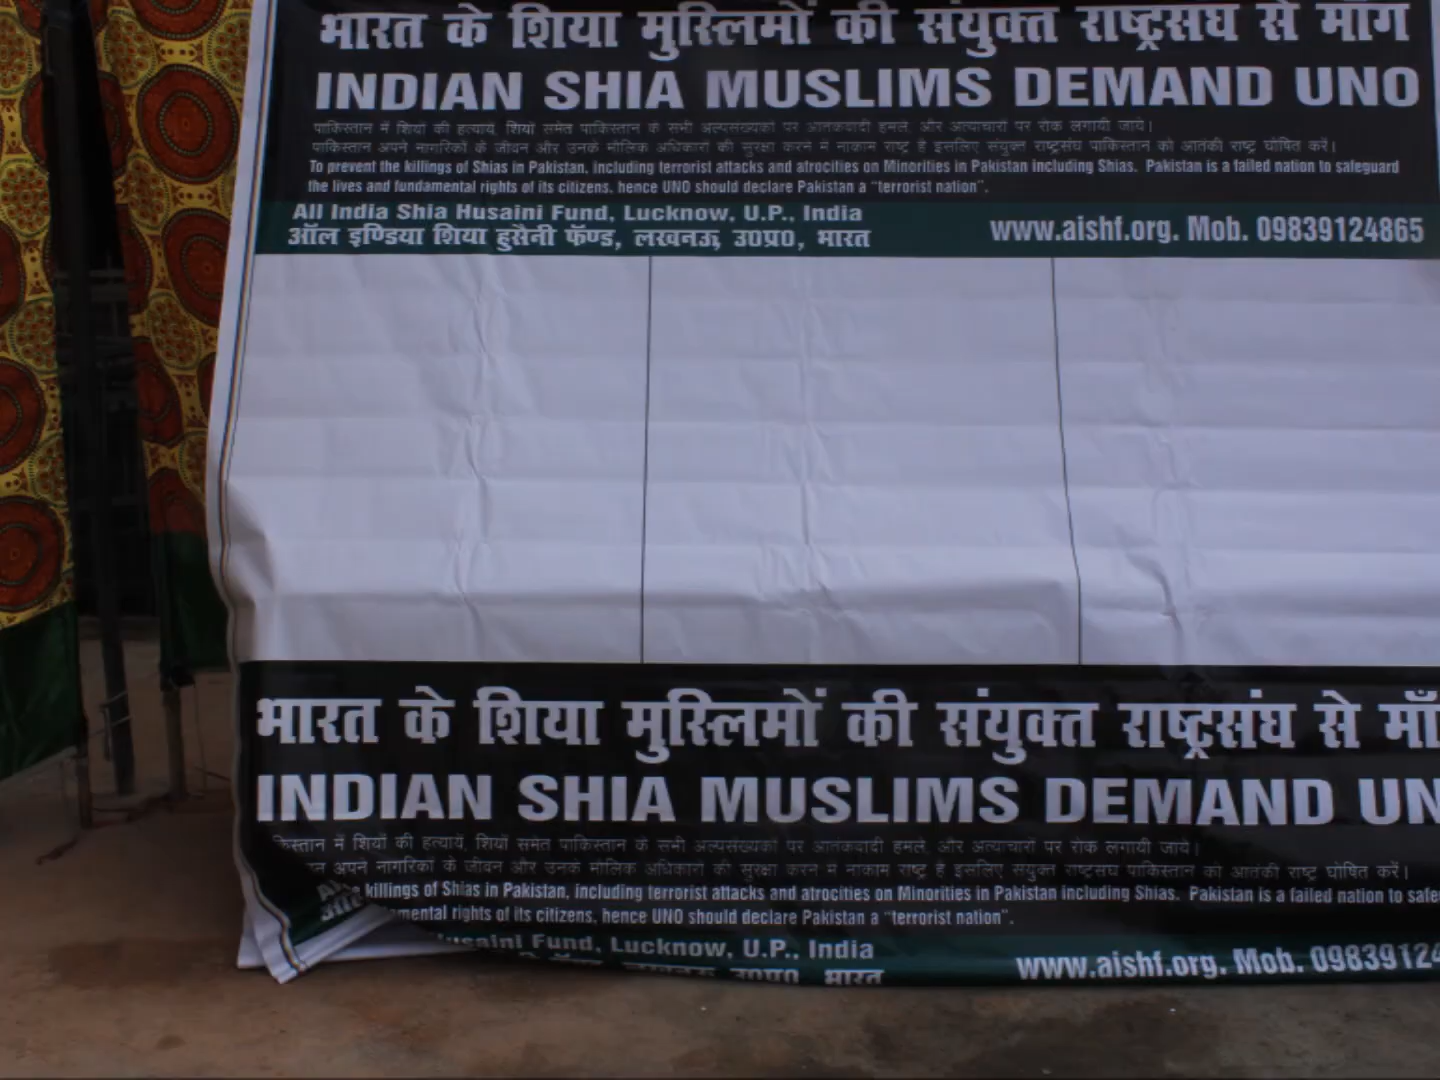 भारत के शिया मुस्लिमों की संयुक्त राष्ट्रसंघ से माँग
INDIAN SHIA MUSLIMS DEMAND UNO
पाकिस्तान में शियों की हत्यायें, शियों समेत पाकिस्तान के सभी अल्पसंख्यकों पर आतंकवादी हमले, और अत्याचारों पर रोक लगायी जाये।
पाकिस्तान अपने नागरिकों के जीवन और उनके मौलिक अधिकारों की सुरक्षा करने में नाकाम राष्ट्र है इसलिए संयुक्त राष्ट्रसंघ पाकिस्तान को आतंकी राष्ट्र घोषित करें।
To prevent the killings of Shias in Pakistan, including terrorist attacks and atrocities on Minorities in Pakistan including Shias. Pakistan is a failed nation to safeguard
the lives and fundamental rights of its citizens, hence UNO should declare Pakistan a "terrorist nation".
All India Shia Husaini Fund, Lucknow, U.P., India
ऑल इण्डिया शिया हुसैनी फॅण्ड, लखनऊ, उ0प्र0, भारत
www.aishf.org. Mob. 09839124865
भारत के शिया मुस्लिमों की संयुक्त राष्ट्रसंघ से माँ
INDIAN SHIA MUSLIMS DEMAND UN
किस्तान में शियों की हत्यायें, शियों समेत पाकिस्तान के सभी अल्पसंख्यकों पर आतंकवादी हमले, और अत्याचारों पर रोक लगायी जाये।
अपने नागरिकों के जीवन और उनके मौलिक अधिकारों की सुरक्षा करने में नाकाम राष्ट्र है इसलिए संयुक्त राष्ट्रसंघ पाकिस्तान को आतंकी राष्ट्र घोषित करें।
killings of Shias in Pakistan, including terrorist attacks and atrocities on Minorities in Pakistan including Shias. Pakistan is a failed nation to safe
mental rights of its citizens, hence UNO should declare Pakistan a "terrorist nation".
usaini Fund, Lucknow, U.P., India
लखनऊ, उ0प्र0, भारत
www.aishf.org. Mob. 09839124